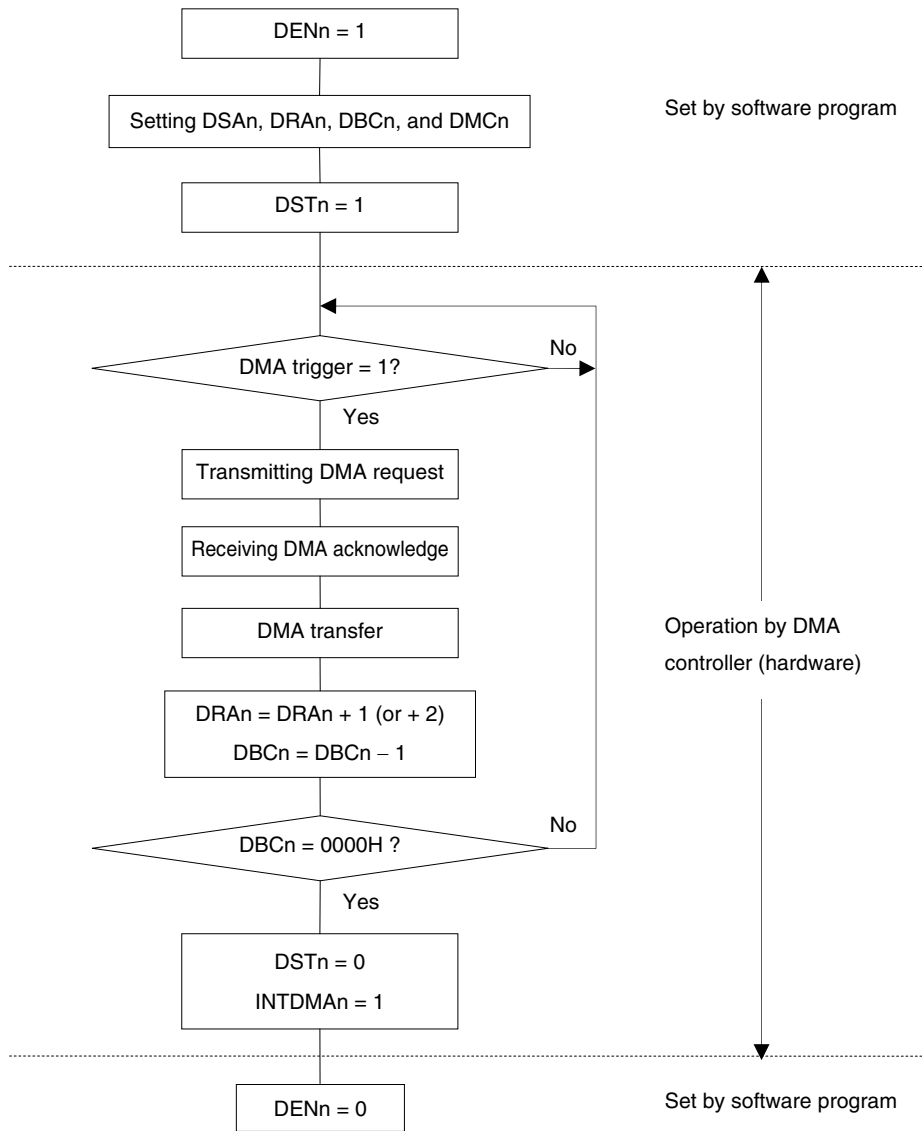 DENn = 1
Setting DSAn, DRAn, DBCn, and DMCn
Set by software program
DSTn = 1
DMA trigger = 1?
No
Yes
Transmitting DMA request
Receiving DMA acknowledge
DMA transfer
Operation by DMA
controller (hardware)
DRAn = DRAn + 1 (or + 2)
DBCn = DBCn − 1
DBCn = 0000H ?
No
Yes
DSTn = 0
INTDMAn = 1
DENn = 0
Set by software program